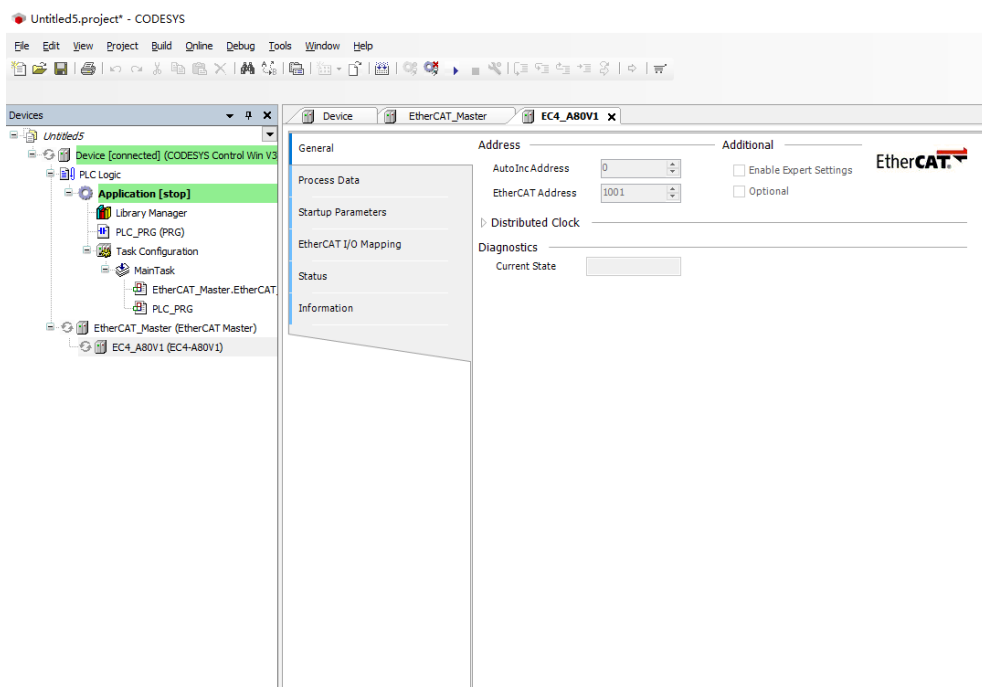 Untitled5.project* - CODESYS
File Edit View Project Build Online Debug Tools Window Help
Devices
Device
EtherCAT_Master
EC4_A80V1
Untitled5
Device [connected] (CODESYS Control Win V3
PLC Logic
Application [stop]
Library Manager
PLC_PRG (PRG)
Task Configuration
MainTask
EtherCAT_Master.EtherCAT_
PLC_PRG
EtherCAT_Master (EtherCAT Master)
EC4_A80V1 (EC4-A80V1)
General
Process Data
Startup Parameters
EtherCAT I/O Mapping
Status
Information
Address
AutoInc Address 0
EtherCAT Address 1001
Additional
Enable Expert Settings
Optional
EtherCAT.
Distributed Clock
Diagnostics
Current State